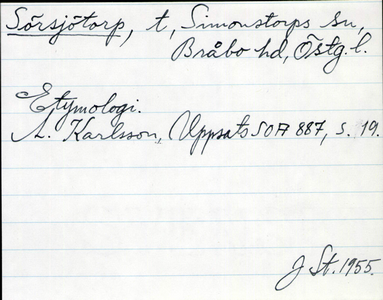 Sörsjötorp, t, Simonstorps sn,
Bråbo hd, Östg. l.
Etymologi.
A. Karlsson, Uppsats SOA 887, s. 19.
J St. 1955.